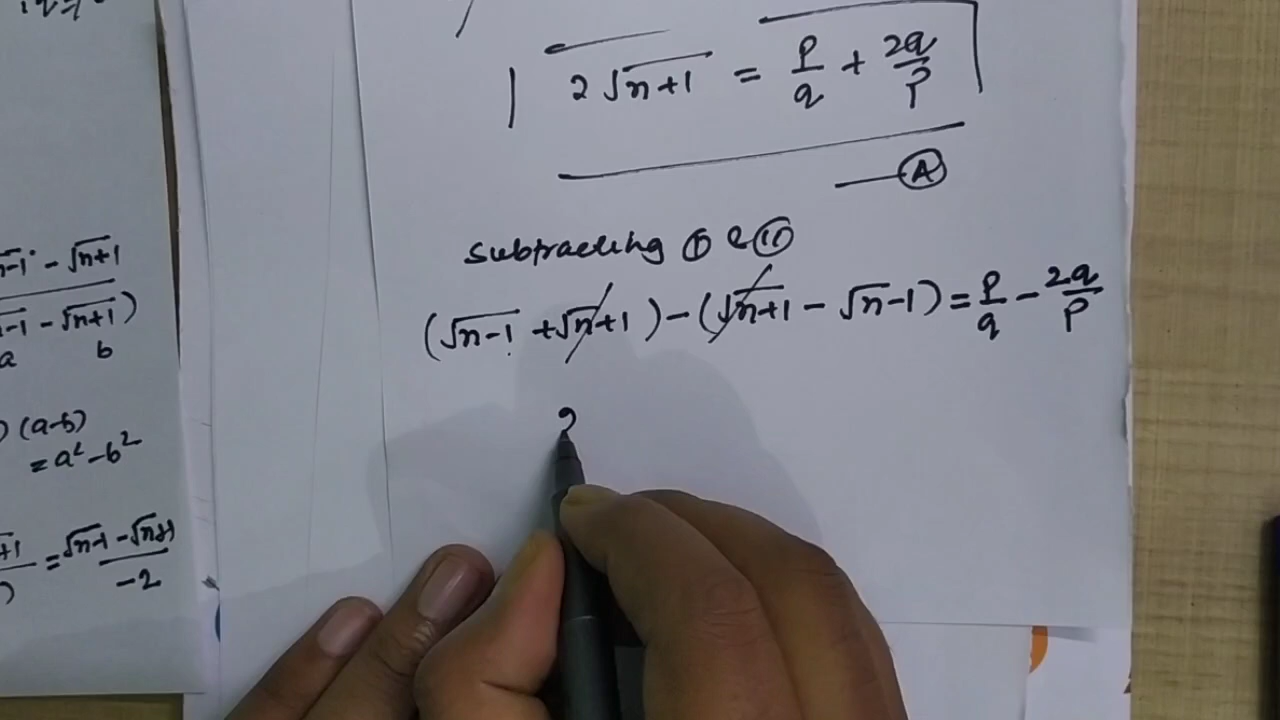 2√n+1 = p/q + 2q/p
—Ⓐ
subtracting Ⓘ & Ⓘⓘ
(√n-1 + √n+1) - (√n+1 - √n-1) = p/q - 2q/p
2
n-1 - √n+1
-1 - √n+1)
a b
) (a-b)
= a² - b²
+1 = √n-1 - √n+1
-2